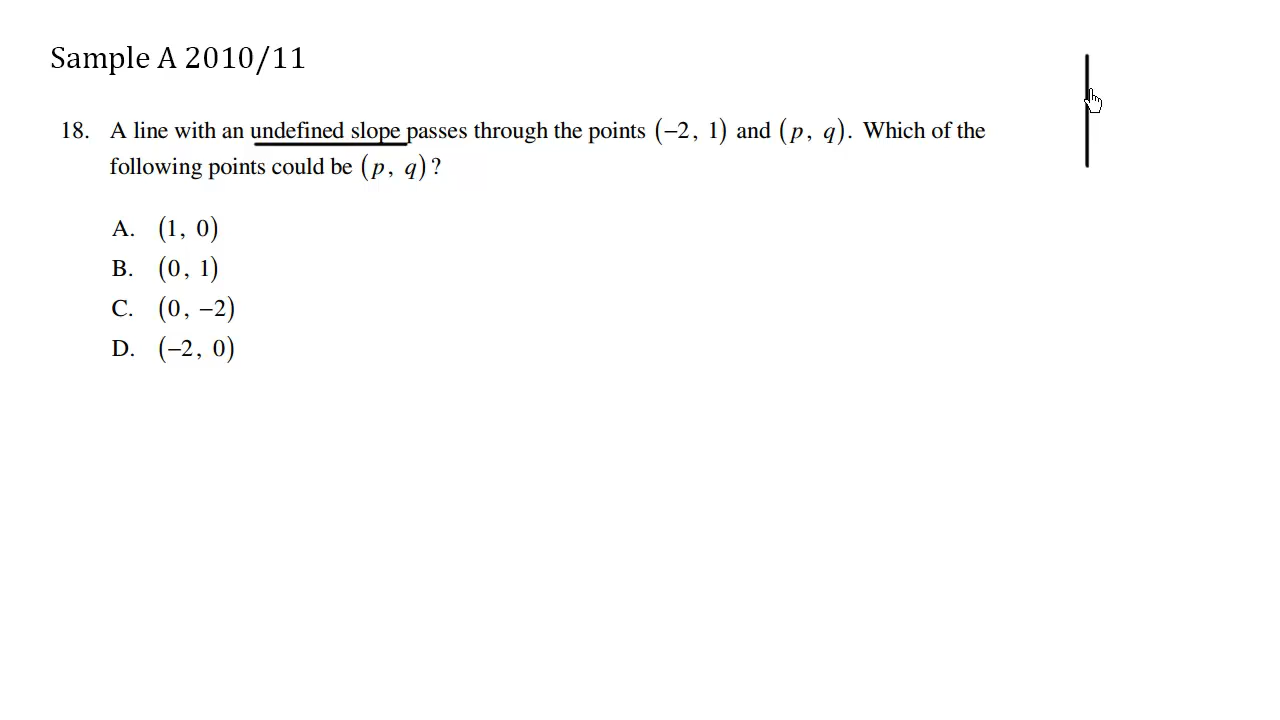 Sample A 2010/11
18. A line with an undefined slope passes through the points (−2, 1) and (p, q). Which of the
following points could be (p, q)?
A. (1, 0)
B. (0, 1)
C. (0, −2)
D. (−2, 0)